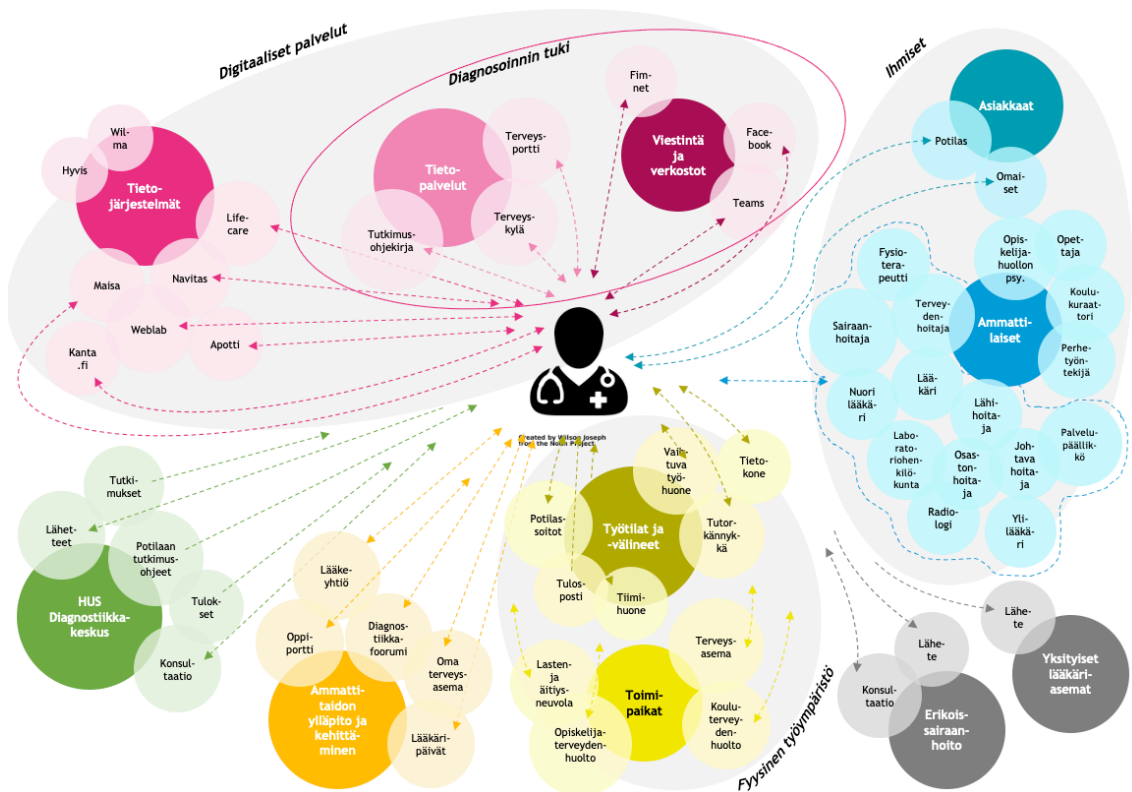 Digitaaliset palvelut
Diagnosoinnin tuki
Ihmiset
Wil-
ma
Hyvis
Tieto-
järjestelmät
Life-
care
Maisa
Navitas
Weblab
Apotti
Kanta
.fi
Tieto-
palvelut
Terveys-
portti
Terveys-
kylä
Tutkimus-
ohjekirja
Fim-
net
Viestintä
ja
verkostot
Face-
book
Teams
Asiakkaat
Potilas
Omai-
set
Opis-
kelija-
huollon
psy.
Opet-
taja
Fysio-
tera-
peutti
Tervey-
den-
hoitaja
Koulu-
kuraat-
tori
Ammatti-
laiset
Sairaan-
hoitaja
Perhe-
työn-
tekijä
Lää-
käri
Nuori
lääkä-
ri
Lähi-
hoita-
ja
Labo-
rato-
riohen-
kilö-
kunta
Osas-
tonhoita-
ja
Joh-
tava
hoita-
ja
Palvelu-
päällik-
kö
Radio-
logi
Yli-
lääkä-
ri
Created by Wilson Joseph
from the Noun Project
Tutki-
mukset
Lähet-
teet
Potilaan
tutkimus-
ohjeet
HUS
Diagnostiikka-
keskus
Tulok-
set
Konsul-
taatio
Lääke-
yhtiö
Oppi-
portti
Diagnos-
tiikka-
foorumi
Oma
terveys-
asema
Ammatti-
taidon
ylläpito ja
kehittä-
minen
Lääkäri-
päivät
Vaih-
tuva
työ-
huone
Tieto-
kone
Potilas-
soitot
Työtilat ja
-välineet
Tutor-
kännyk-
kä
Tulos-
posti
Tiimi-
huone
Lasten-
ja
äitiys-
neuvola
Terveys-
asema
Toimi-
paikat
Opiskelija-
terveyden-
huolto
Koulu-
tervey-
den-
huolto
Fyysinen työympäristö
Lähe-
te
Konsul-
taatio
Erikois-
sairaan-
hoito
Lähe-
te
Yksityiset
lääkäri-
asemat